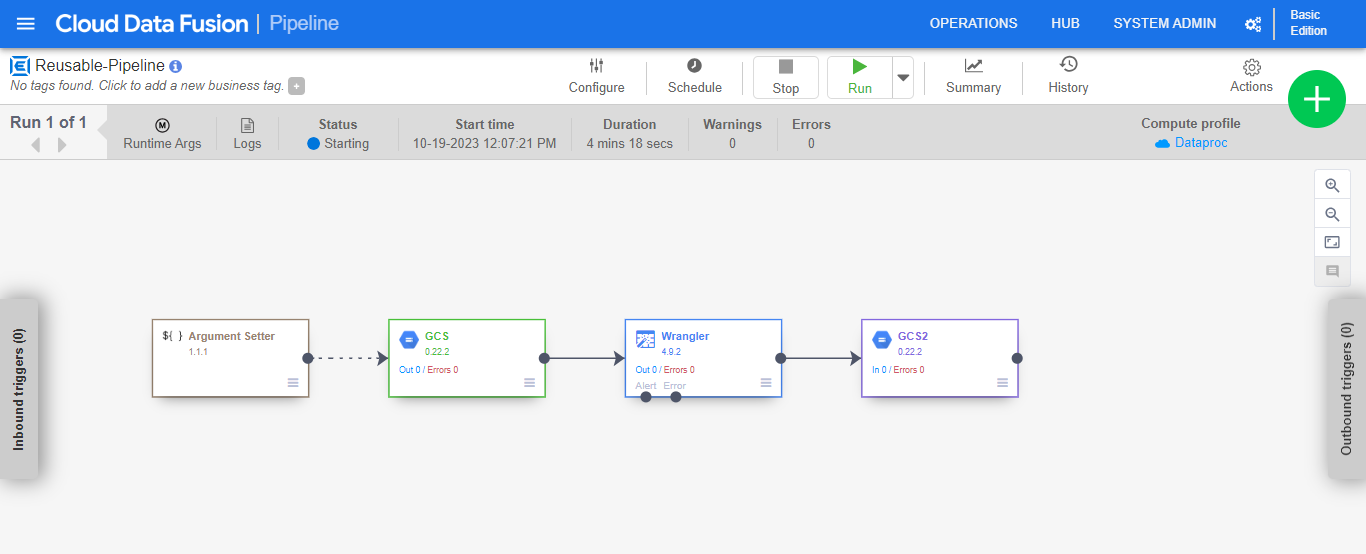 Cloud Data Fusion | Pipeline
OPERATIONS
HUB
SYSTEM ADMIN
Basic
Edition
Reusable-Pipeline
No tags found. Click to add a new business tag.
Configure
Schedule
Stop
Run
Summary
History
Actions
Run 1 of 1
M
Runtime Args
Logs
Status
Starting
Start time
10-19-2023 12:07:21 PM
Duration
4 mins 18 secs
Warnings
0
Errors
0
Compute profile
Dataproc
Inbound triggers (0)
${ } Argument Setter
1.1.1
GCS
0.22.2
Out 0 / Errors 0
Wrangler
4.9.2
Out 0 / Errors 0
Alert Error
GCS2
0.22.2
In 0 / Errors 0
Outbound triggers (0)